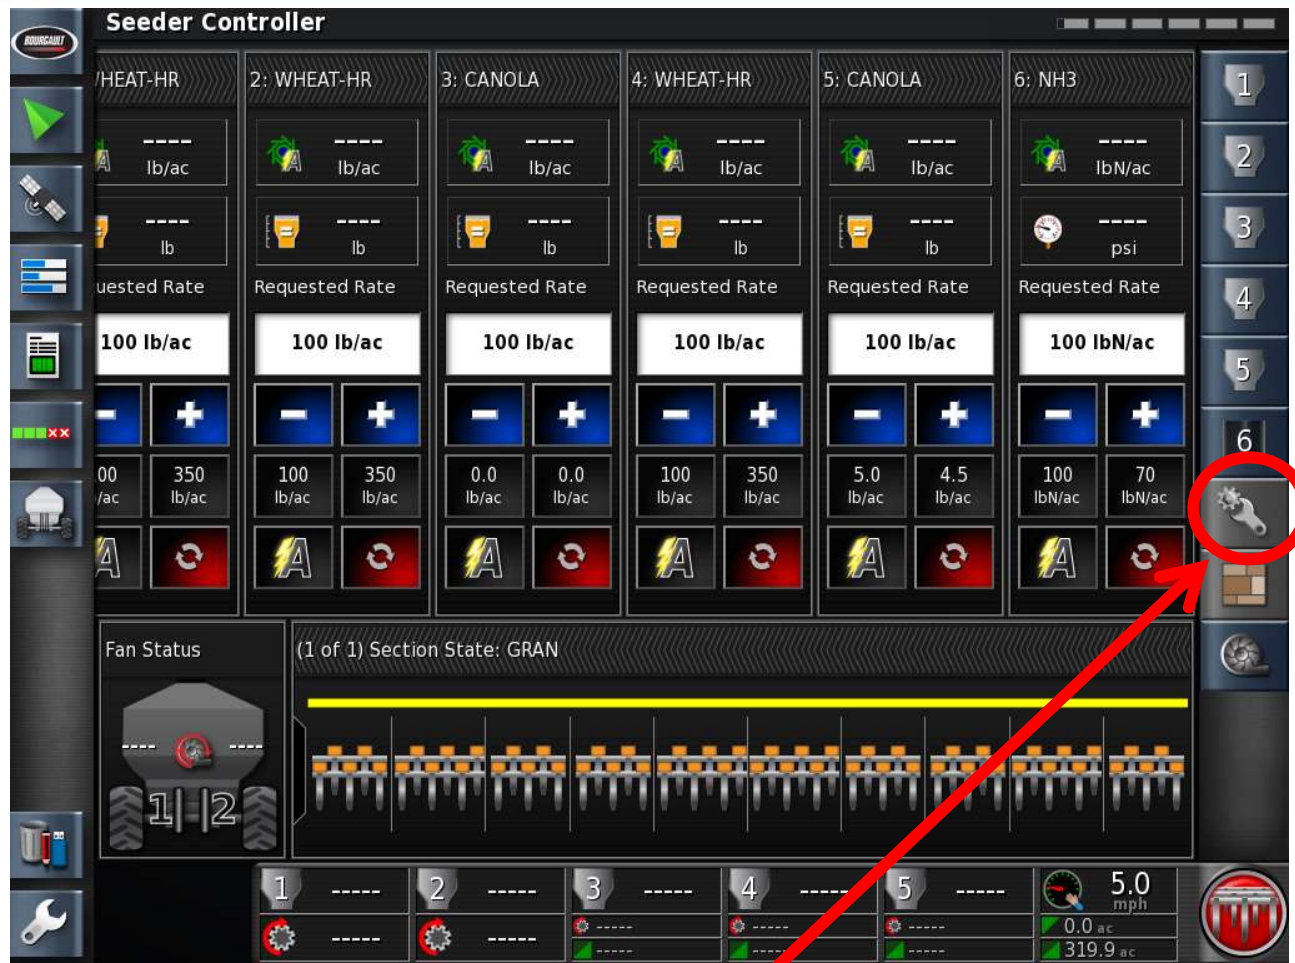 BOURGAULT
Seeder Controller
/HEAT-HR
2: WHEAT-HR
3: CANOLA
4: WHEAT-HR
5: CANOLA
6: NH3
1
---- lb/ac
---- lb/ac
---- lb/ac
---- lb/ac
---- lb/ac
---- lbN/ac
2
---- lb
---- lb
---- lb
---- lb
---- lb
---- psi
3
uested Rate
Requested Rate
Requested Rate
Requested Rate
Requested Rate
Requested Rate
4
100 lb/ac
100 lb/ac
100 lb/ac
100 lb/ac
100 lb/ac
100 lbN/ac
5
- +
- +
- +
- +
- +
- +
6
00 /ac 350 lb/ac
100 lb/ac 350 lb/ac
0.0 lb/ac 0.0 lb/ac
100 lb/ac 350 lb/ac
5.0 lb/ac 4.5 lb/ac
100 lbN/ac 70 lbN/ac
A
A
A
A
A
A
Fan Status
(1 of 1) Section State: GRAN
---- ----
1 2
1 -----
2 -----
3 -----
4 -----
5 -----
5.0 mph
-----
-----
-----
-----
-----
0.0 ac
-----
-----
-----
319.9 ac